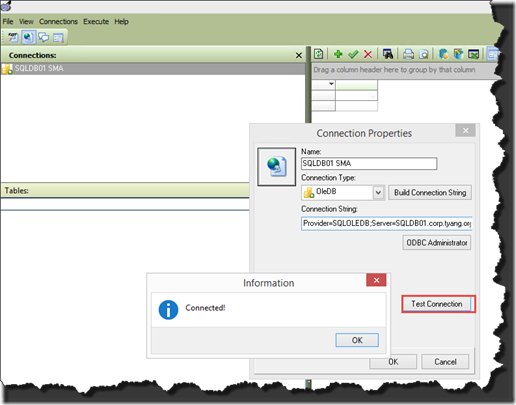 File View Connections Execute Help
Connections:
SQLDB01 SMA
Drag a column header here to group by that column
Tables:
Connection Properties
Name:
SQLDB01 SMA
Connection Type:
OleDB
Build Connection String
Connection String:
Provider=SQLOLEDB;Server=SQLDB01.corp.tyang.org
ODBC Administrator
Test Connection
OK
Cancel
Information
Connected!
OK